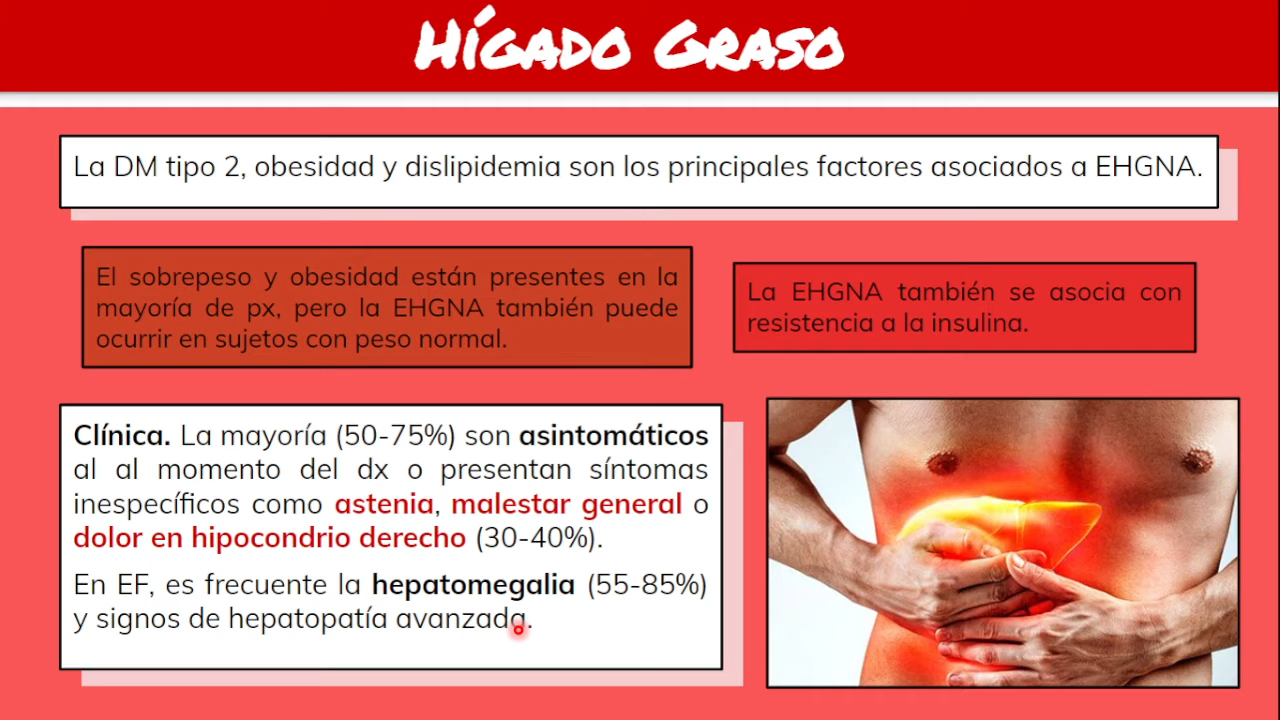 Hígado Graso
La DM tipo 2, obesidad y dislipidemia son los principales factores asociados a EHGNA.
El sobrepeso y obesidad están presentes en la
mayoría de px, pero la EHGNA también puede
ocurrir en sujetos con peso normal.
La EHGNA también se asocia con
resistencia a la insulina.
Clínica. La mayoría (50-75%) son asintomáticos
al al momento del dx o presentan síntomas
inespecíficos como astenia, malestar general o
dolor en hipocondrio derecho (30-40%).
En EF, es frecuente la hepatomegalia (55-85%)
y signos de hepatopatía avanzada.